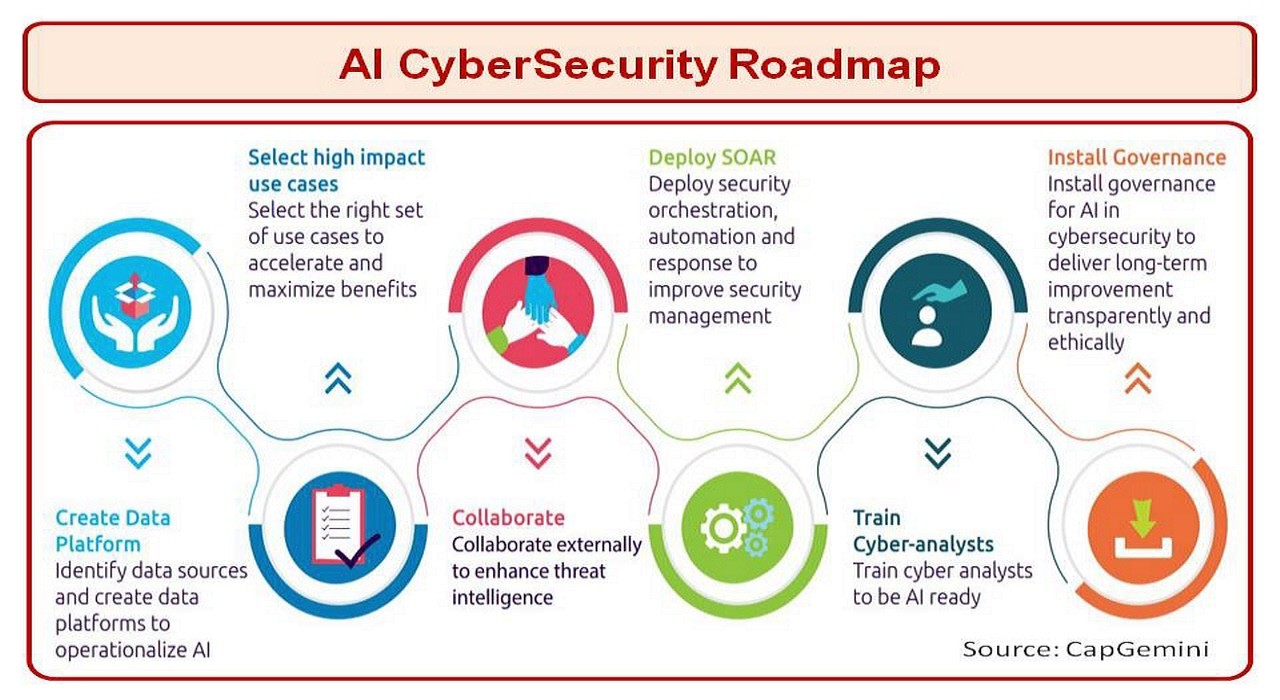 AI CyberSecurity Roadmap
Create Data
Platform
Identify data sources
and create data
platforms to
operationalize AI
Select high impact
use cases
Select the right set
of use cases to
accelerate and
maximize benefits
Collaborate
Collaborate externally
to enhance threat
intelligence
Deploy SOAR
Deploy security
orchestration,
automation and
response to
improve security
management
Train
Cyber-analysts
Train cyber analysts
to be AI ready
Install Governance
Install governance
for AI in
cybersecurity to
deliver long-term
improvement
transparently and
ethically
Source: CapGemini